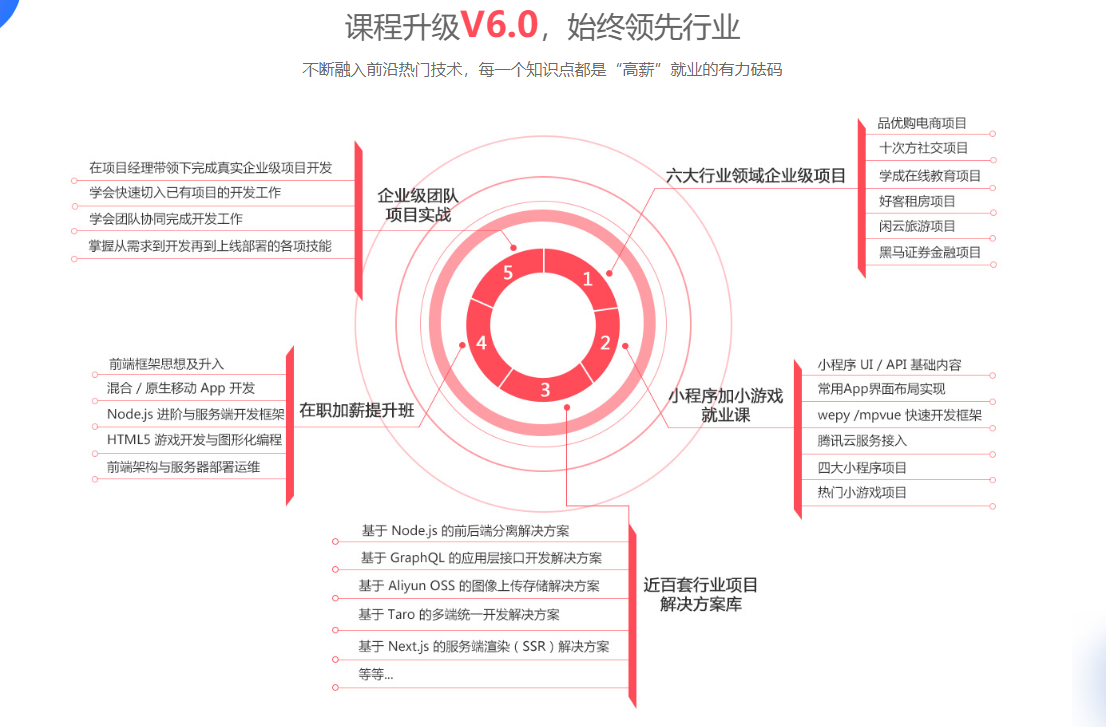 课程升级V6.0，始终领先行业
不断融入前沿热门技术，每一个知识点都是“高薪”就业的有力砝码
1
六大行业领域企业级项目
品优购电商项目
十次方社交项目
学成在线教育项目
好客租房项目
闲云旅游项目
黑马证券金融项目
2
小程序加小游戏
就业课
小程序 UI / API 基础内容
常用App界面布局实现
wepy /mpvue 快速开发框架
腾讯云服务接入
四大小程序项目
热门小游戏项目
3
近百套行业项目
解决方案库
基于 Node.js 的前后端分离解决方案
基于 GraphQL 的应用层接口开发解决方案
基于 Aliyun OSS 的图像上传存储解决方案
基于 Taro 的多端统一开发解决方案
基于 Next.js 的服务端渲染（SSR）解决方案
等等...
4
在职加薪提升班
前端框架思想及升入
混合 / 原生移动 App 开发
Node.js 进阶与服务端开发框架
HTML5 游戏开发与图形化编程
前端架构与服务器部署运维
5
企业级团队
项目实战
在项目经理带领下完成真实企业级项目开发
学会快速切入已有项目的开发工作
学会团队协同完成开发工作
掌握从需求到开发再到上线部署的各项技能